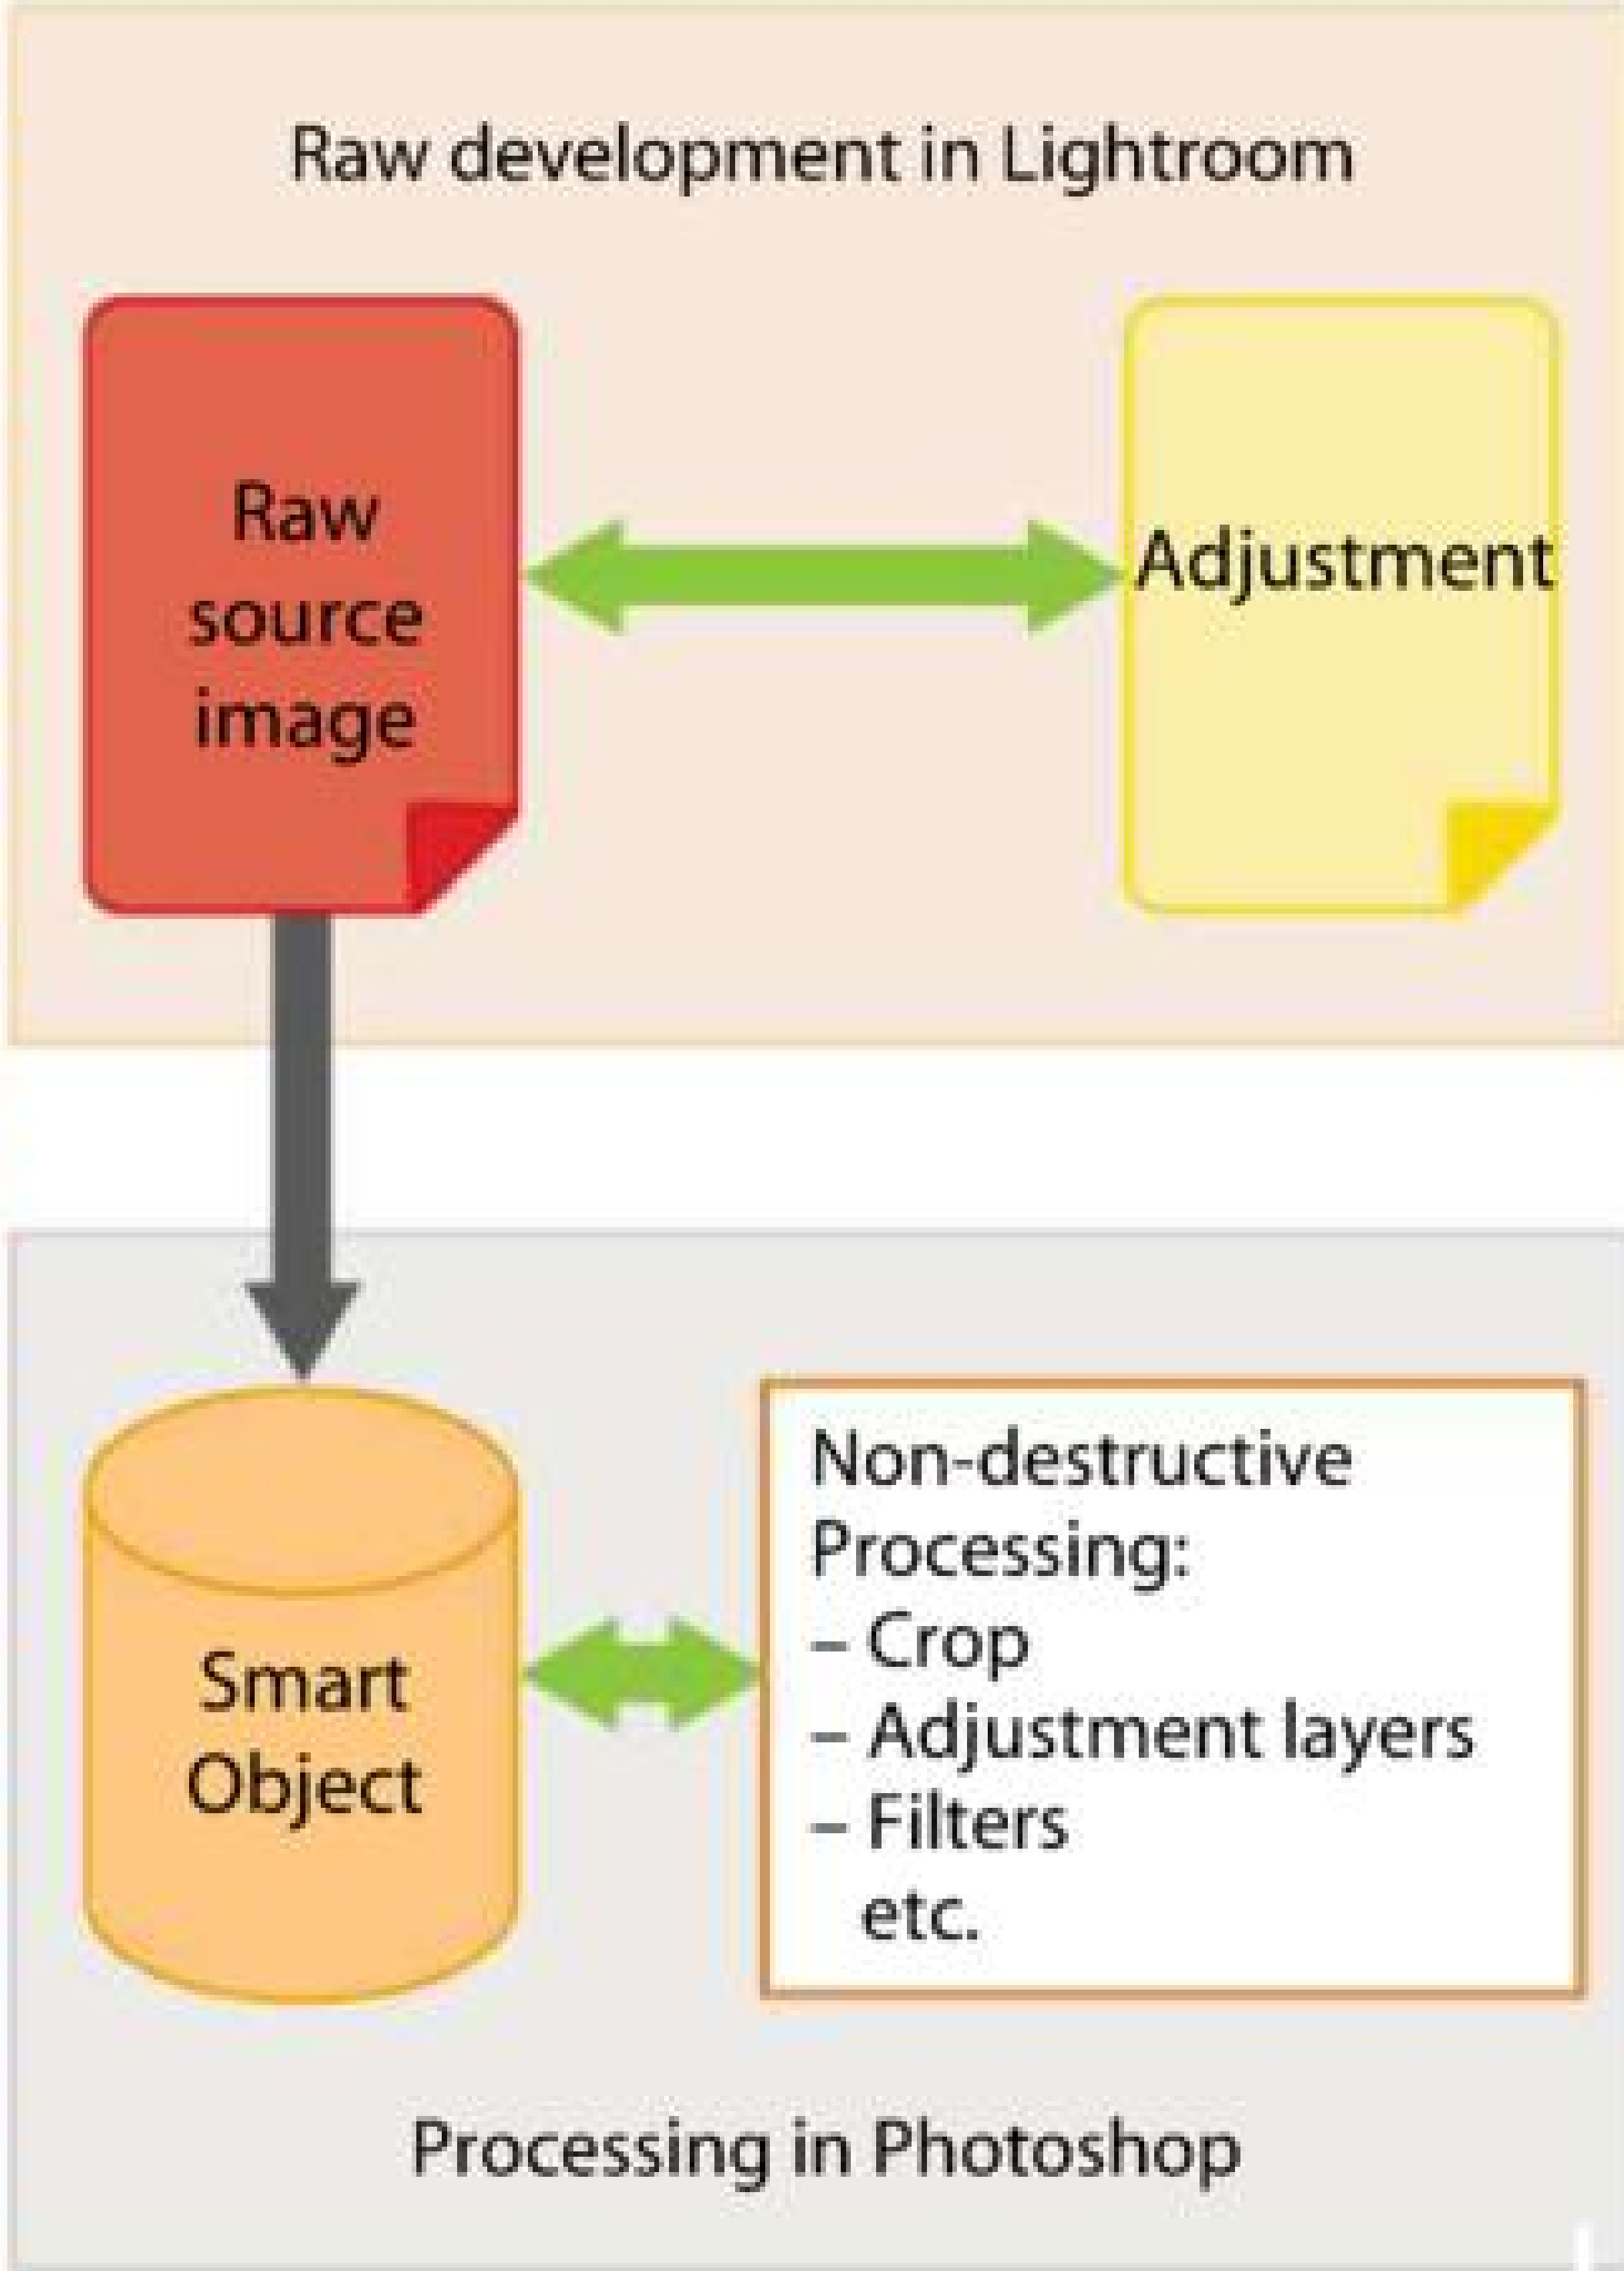 Raw development in Lightroom
Raw
source
image
Adjustment
Smart
Object
Non-destructive
Processing:
– Crop
– Adjustment layers
– Filters
etc.
Processing in Photoshop